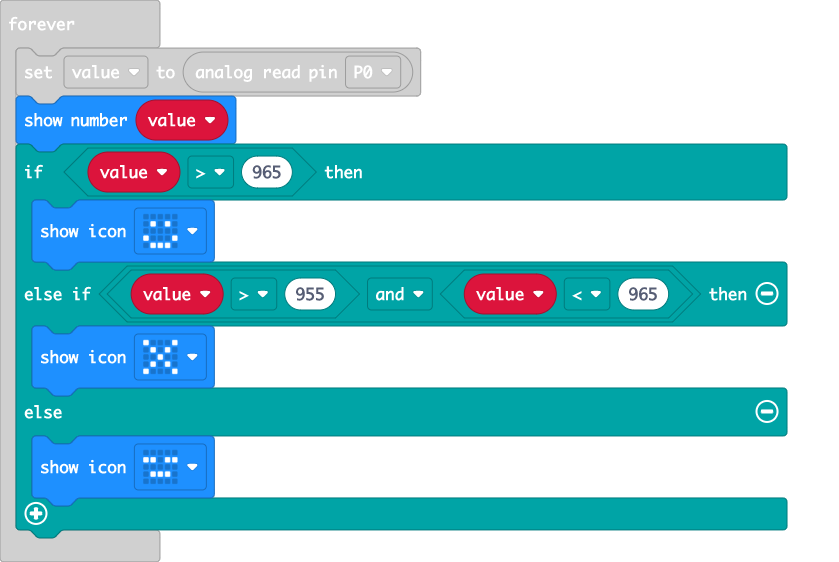 forever
set value to analog read pin P0
show number value
if value > 965 then
show icon
else if value > 955 and value < 965 then
show icon
else
show icon